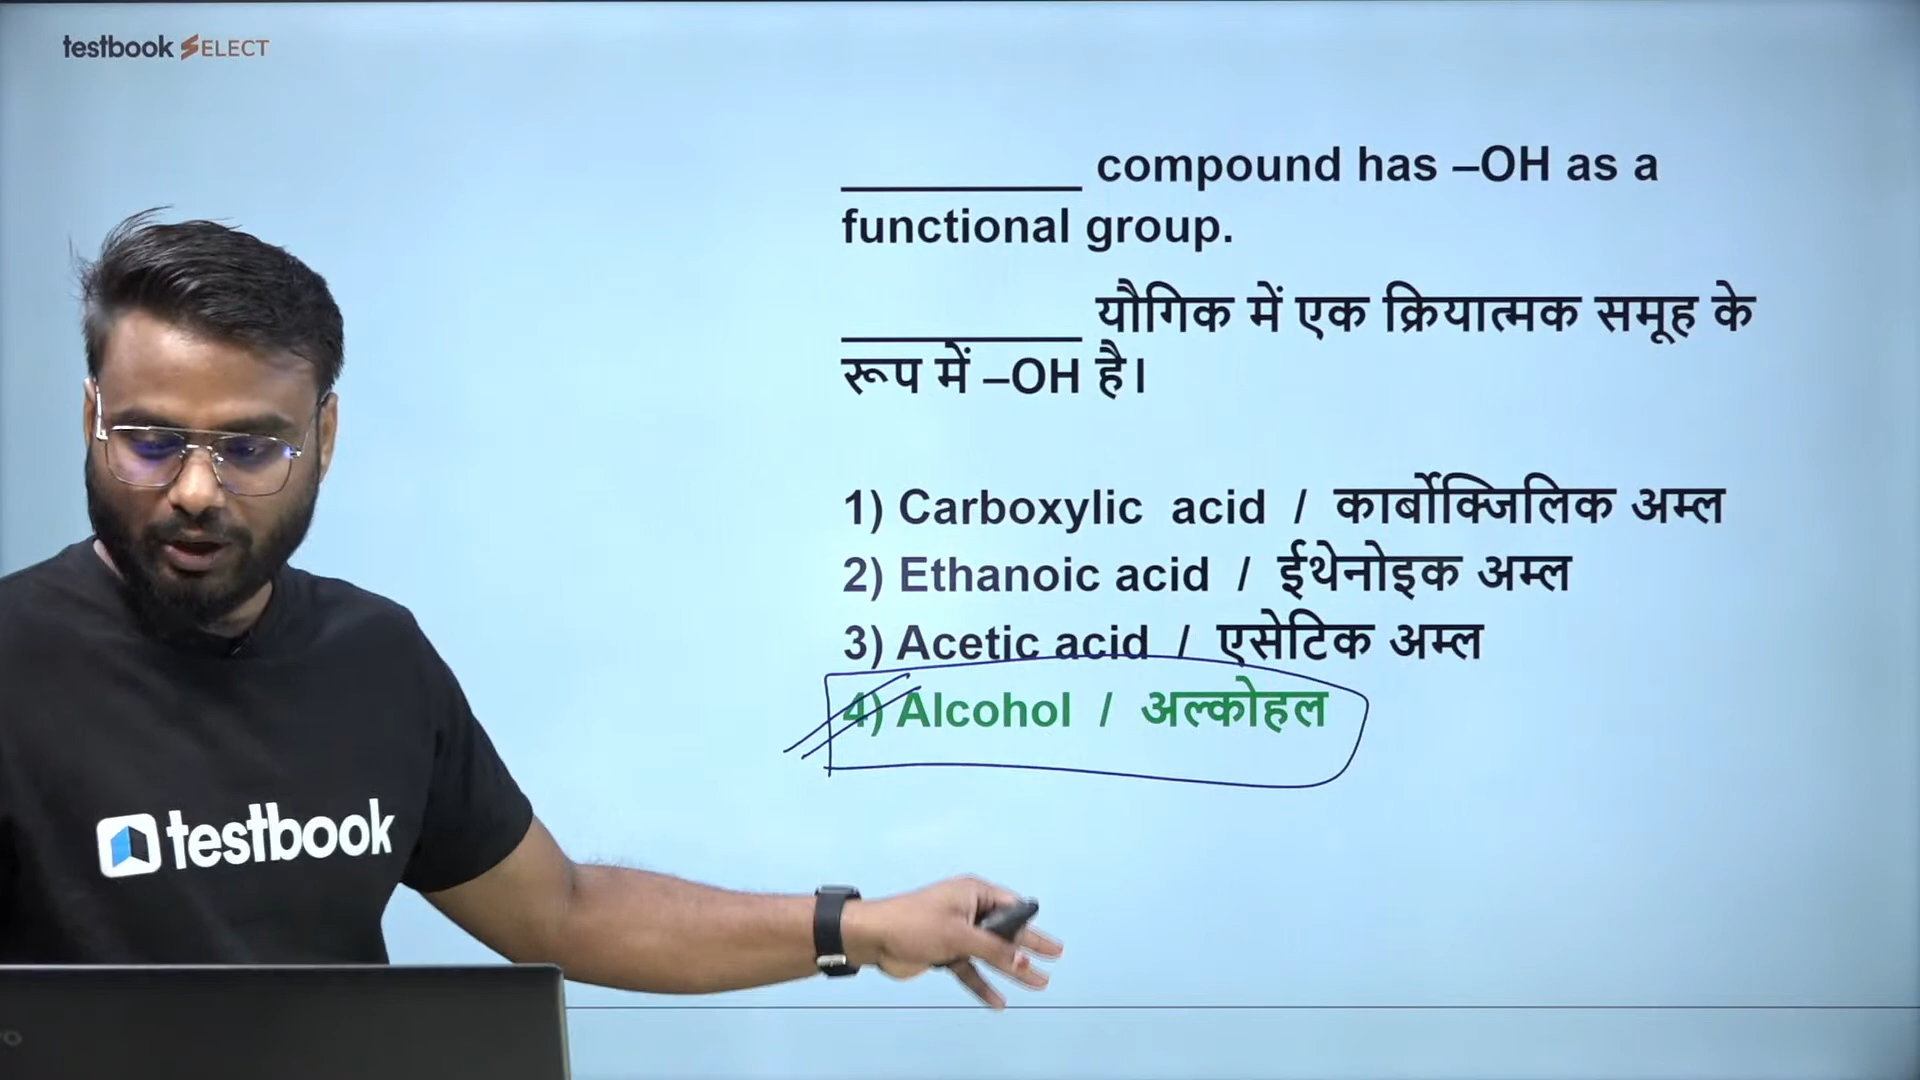 testbook SELECT
__________ compound has –OH as a
functional group.
__________ यौगिक में एक क्रियात्मक समूह के
रूप में –OH है।
1) Carboxylic acid / कार्बोक्जिलिक अम्ल
2) Ethanoic acid / ईथेनोइक अम्ल
3) Acetic acid / एसेटिक अम्ल
4) Alcohol / अल्कोहल
testbook